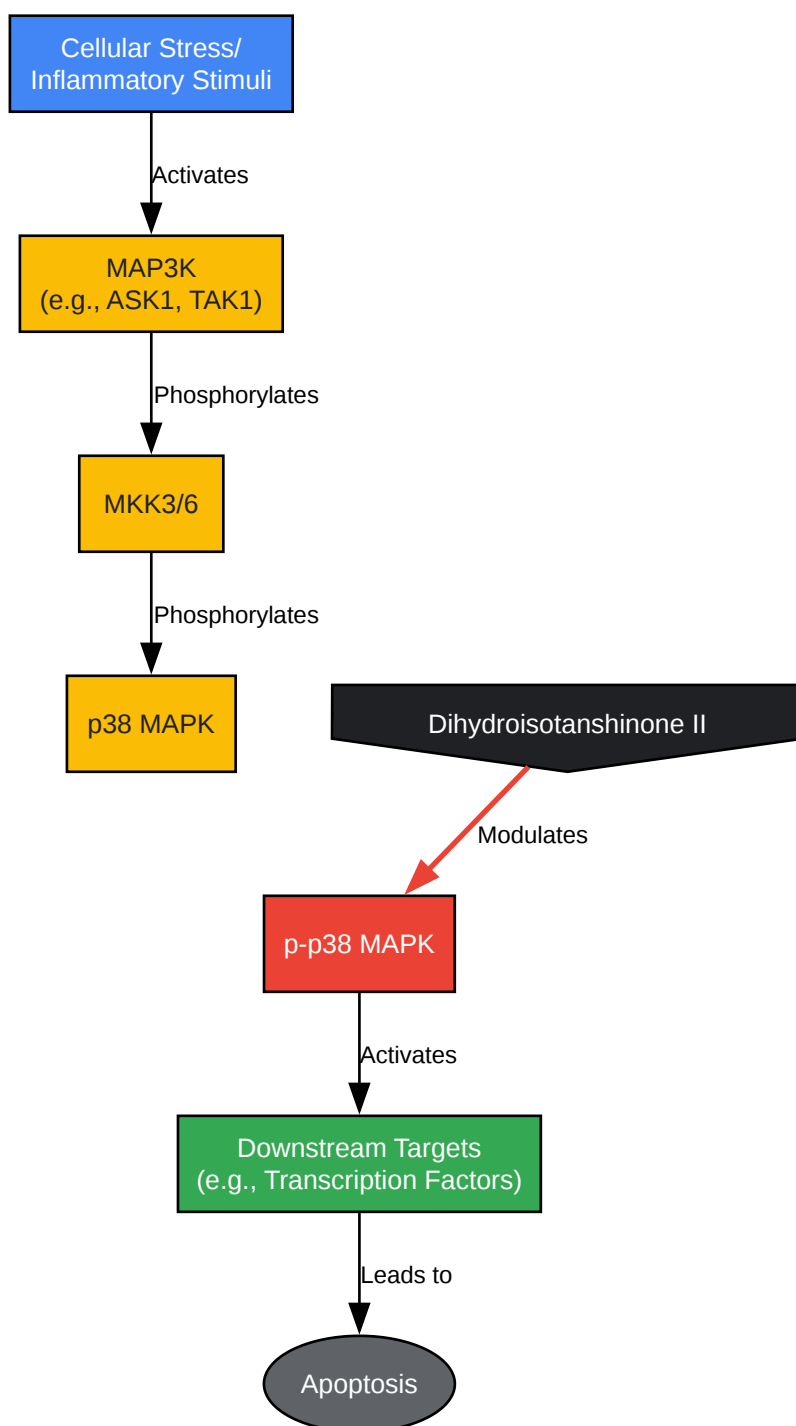 Cellular Stress/
Inflammatory Stimuli
Activates
MAP3K
(e.g., ASK1, TAK1)
Phosphorylates
MKK3/6
Phosphorylates
p38 MAPK
Dihydroisotanshinone II
Modulates
p-p38 MAPK
Activates
Downstream Targets
(e.g., Transcription Factors)
Leads to
Apoptosis